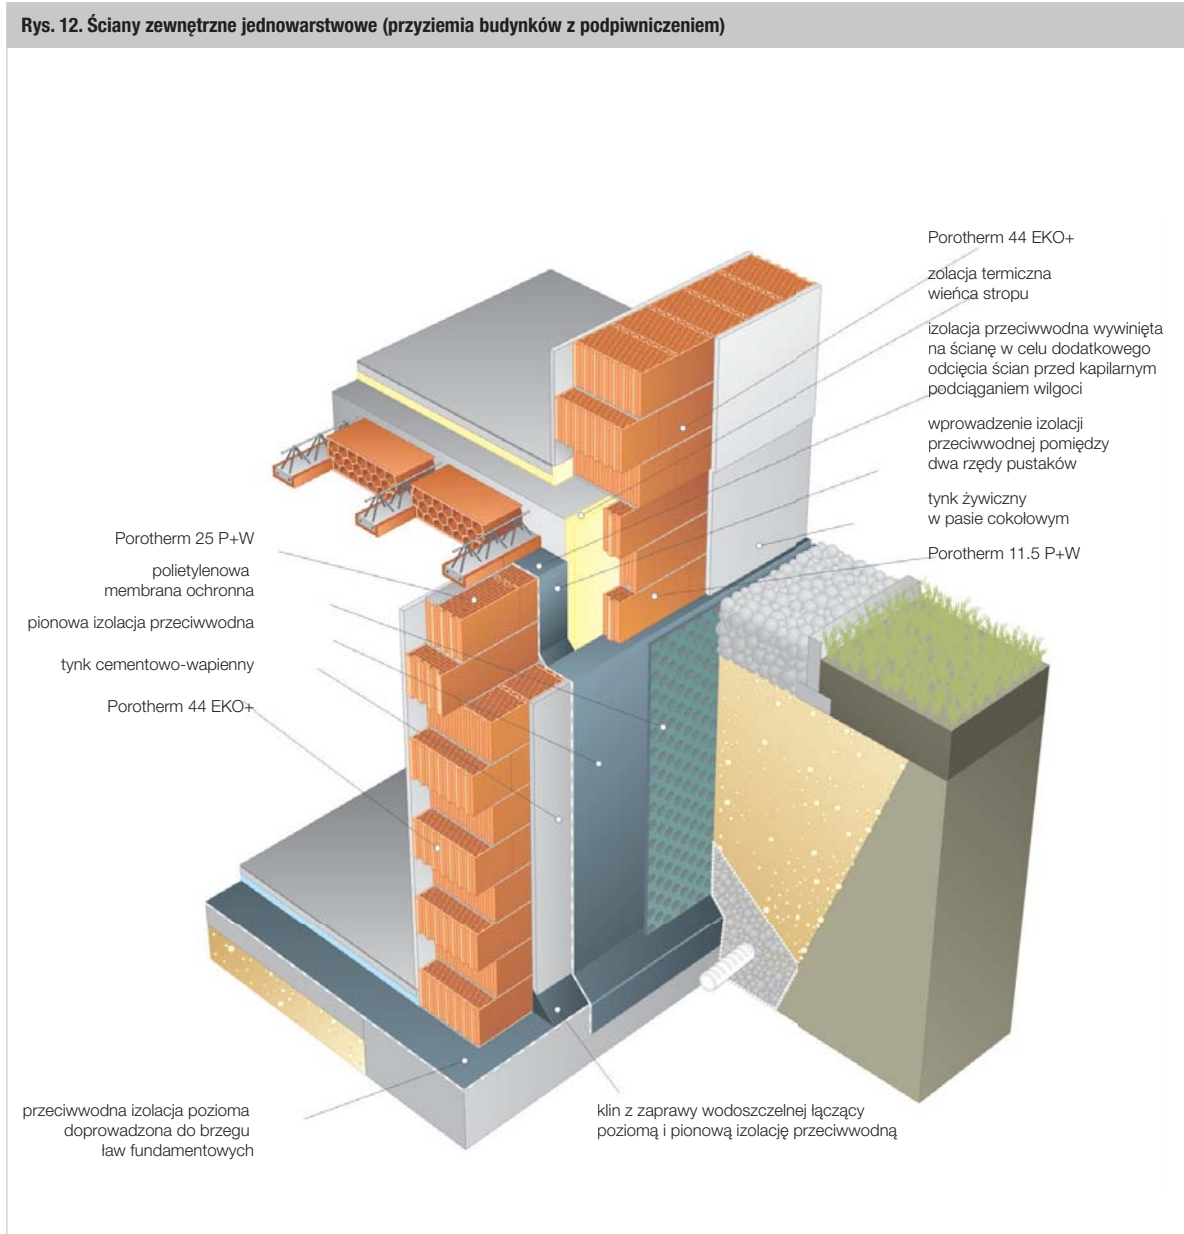 Rys. 12. Ściany zewnętrzne jednowarstwowe (przyziemia budynków z podpiwniczeniem)
Porotherm 44 EKO+
zolacja termiczna
wieńca stropu
izolacja przeciwwodna wywinięta
na ścianę w celu dodatkowego
odcięcia ścian przed kapilarnym
podciąganiem wilgoci
wprowadzenie izolacji
przeciwwodnej pomiędzy
dwa rzędy pustaków
tynk żywiczny
w pasie cokołowym
Porotherm 11.5 P+W
Porotherm 25 P+W
polietylenowa
membrana ochronna
pionowa izolacja przeciwwodna
tynk cementowo-wapienny
Porotherm 44 EKO+
przeciwwodna izolacja pozioma
doprowadzona do brzegu
ław fundamentowych
klin z zaprawy wodoszczelnej łączący
poziomą i pionową izolację przeciwwodną